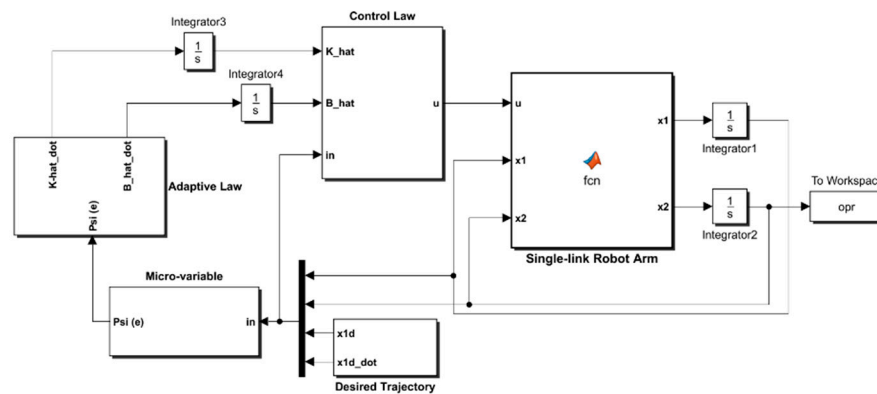 Integrator3
1
s
Integrator4
1
s
Control Law
K_hat
B_hat
in
u
u
x1
x2
fcn
x1
x2
Single-link Robot Arm
1
s
Integrator1
1
s
Integrator2
To Workspace
opr
K-hat_dot
B_hat_dot
Psi (e)
Adaptive Law
Micro-variable
Psi (e)
in
x1d
x1d_dot
Desired Trajectory